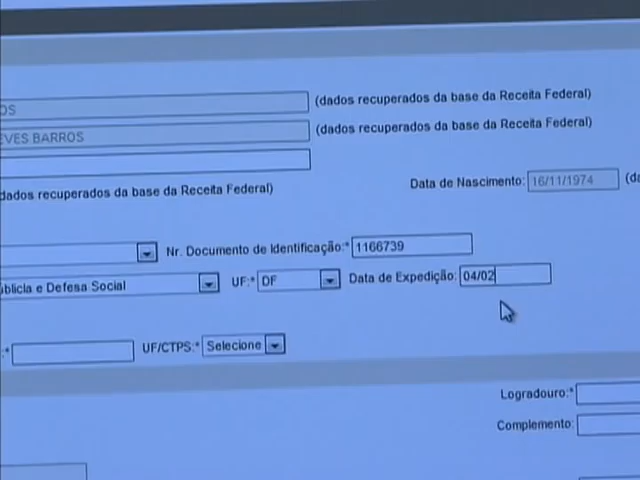 OS (dados recuperados da base da Receita Federal)
EVES BARROS (dados recuperados da base da Receita Federal)
dados recuperados da base da Receita Federal) Data de Nascimento: 16/11/1974 (da
Nr. Documento de Identificação:* 1166739
ública e Defesa Social UF:* DF Data de Expedição: 04/02
:* UF/CTPS:* Selecione
Logradouro:*
Complemento: